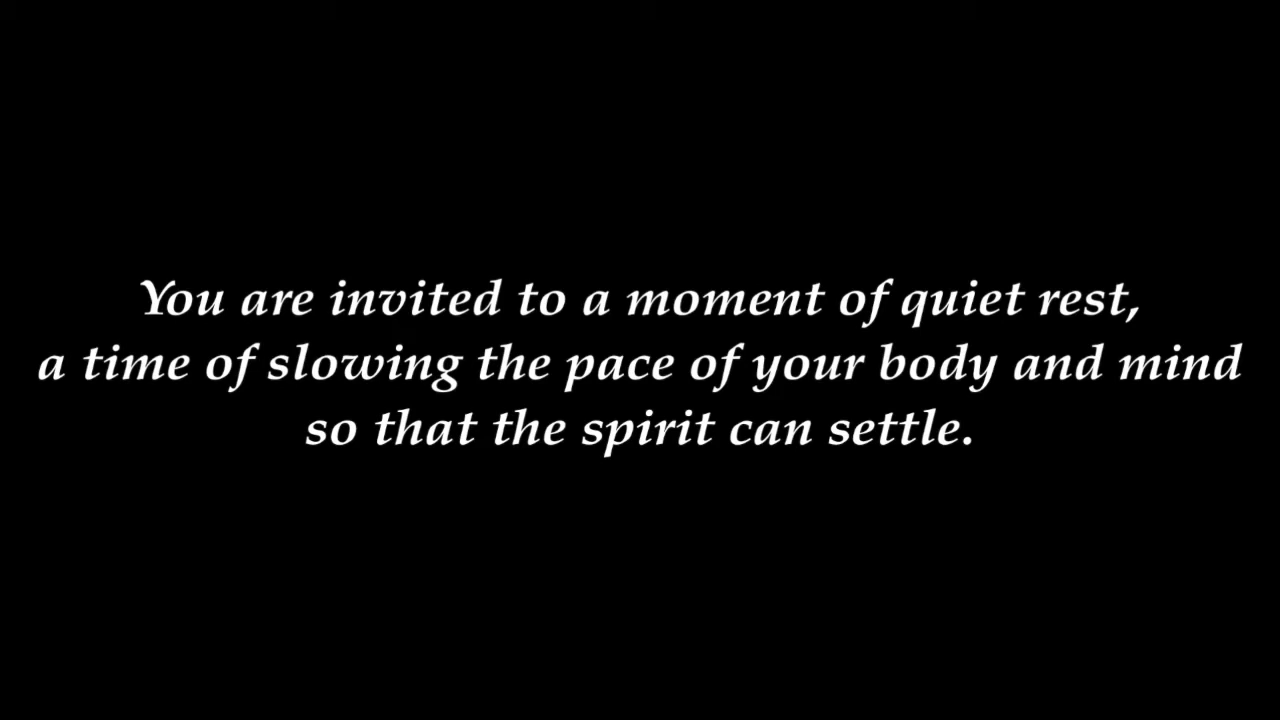 You are invited to a moment of quiet rest,
a time of slowing the pace of your body and mind
so that the spirit can settle.